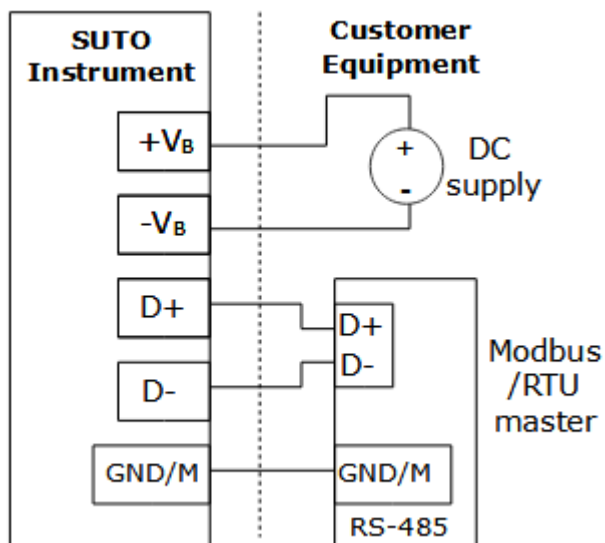 SUTO
Instrument
Customer
Equipment
+VB
+
-
DC
supply
-VB
D+
D-
GND/M
D+
D-
GND/M
RS-485
Modbus
/RTU
master